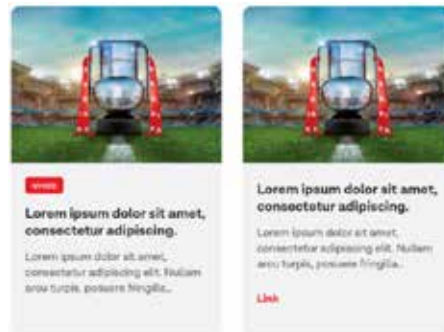 Lorem ipsum dolor sit amet,
consectetur adipiscing.
Lorem ipsum dolor sit amet,
consectetur adipiscing elit. Nullam
arcu turpis, posuere fringilla...
Lorem ipsum dolor sit amet,
consectetur adipiscing.
Lorem ipsum dolor sit amet,
consectetur adipiscing elit. Nullam
arcu turpis, posuere fringilla...
Link